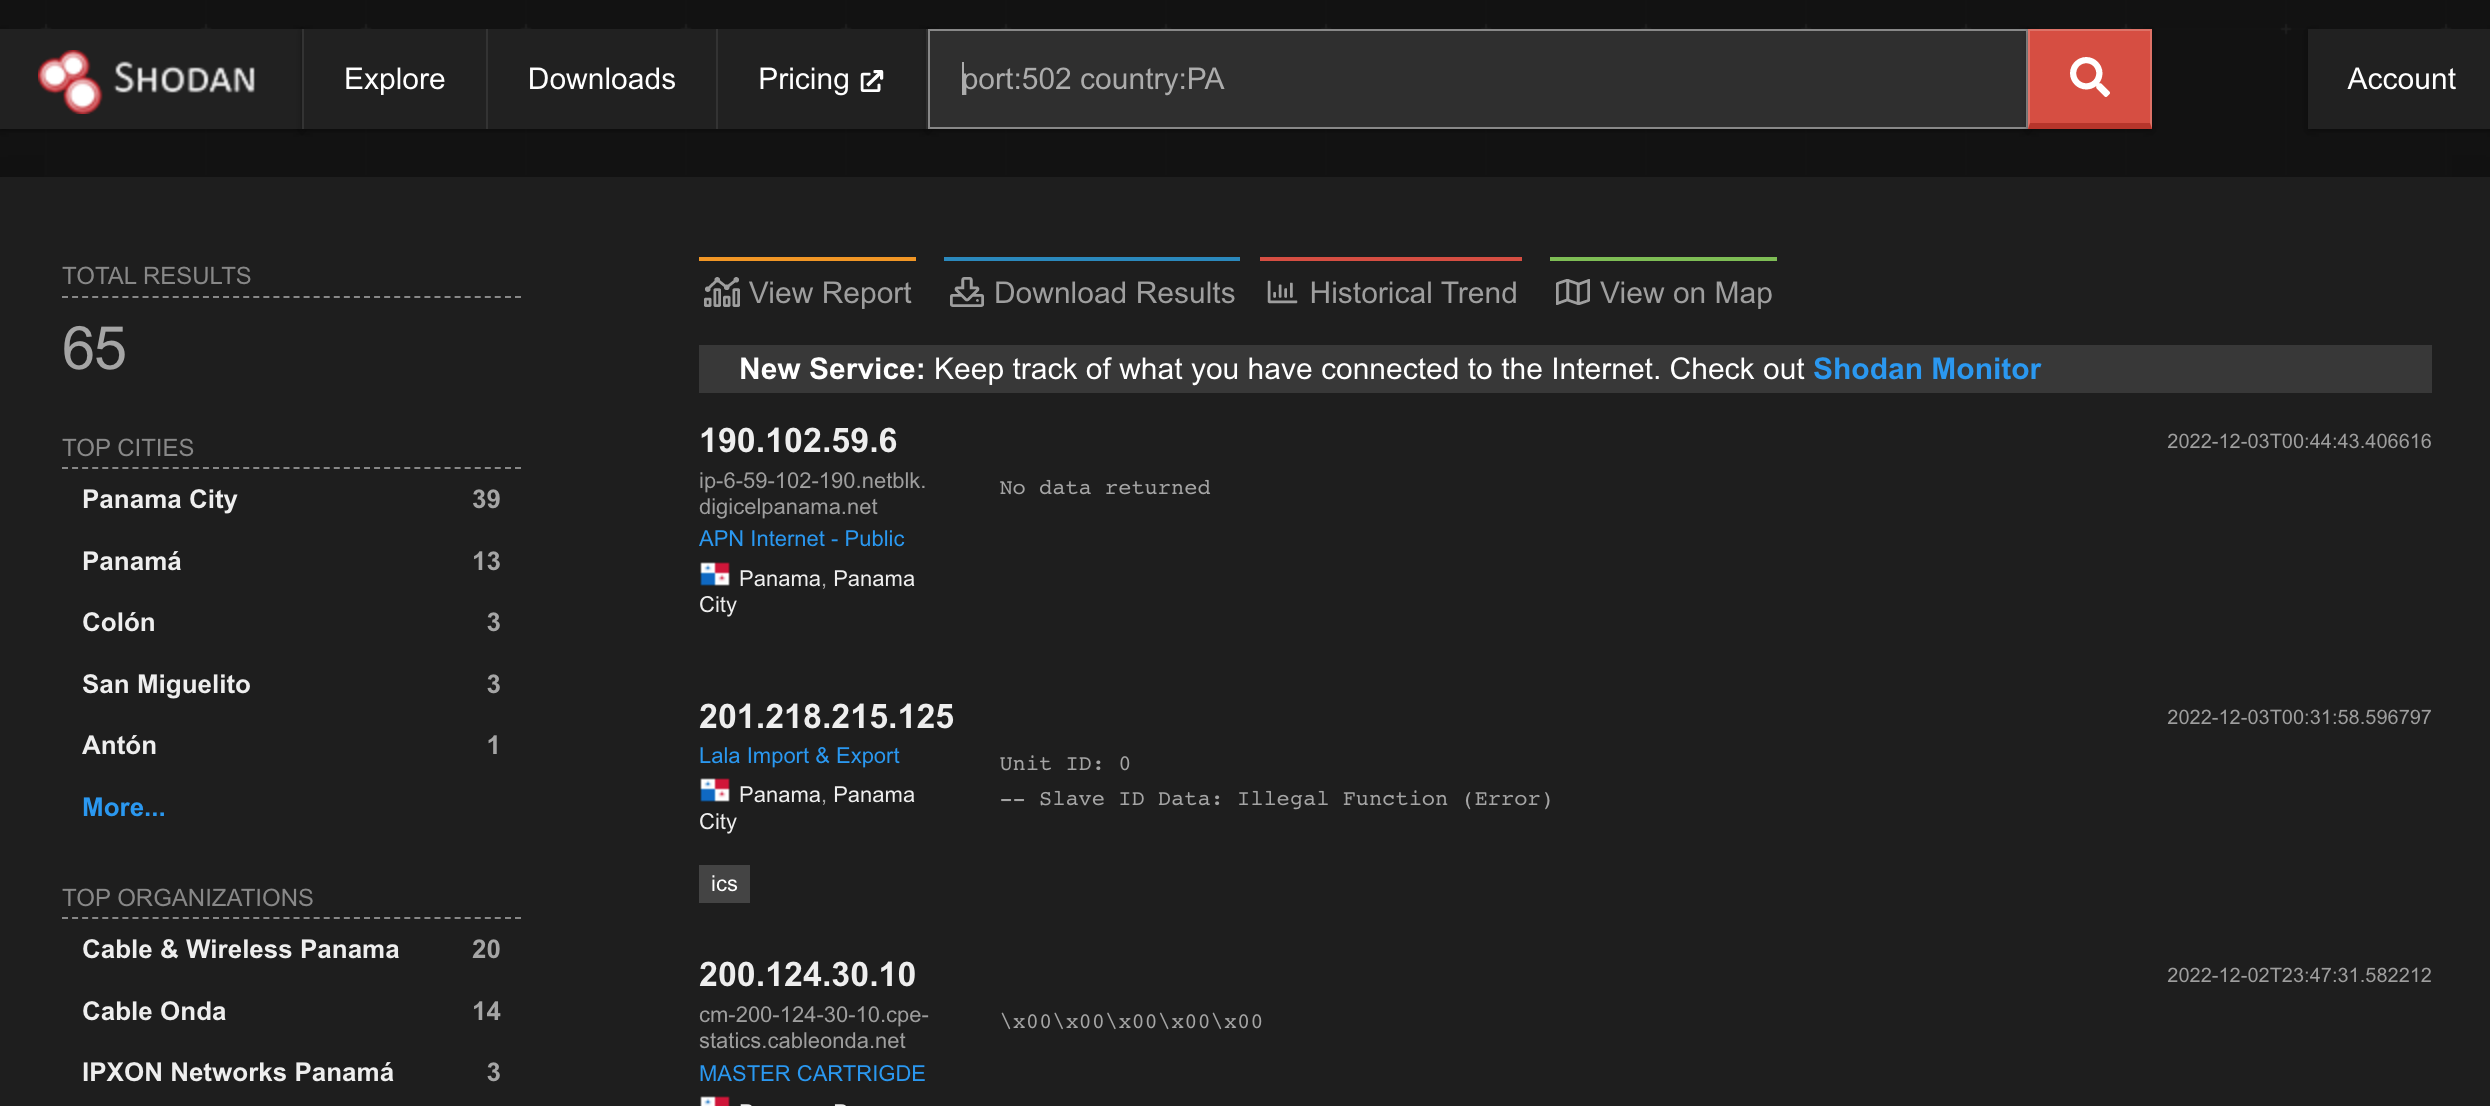 SHODAN
Explore
Downloads
Pricing
port:502 country:PA
Account
TOTAL RESULTS
65
TOP CITIES
Panama City 39
Panamá 13
Colón 3
San Miguelito 3
Antón 1
More...
TOP ORGANIZATIONS
Cable & Wireless Panama 20
Cable Onda 14
IPXON Networks Panamá 3
View Report
Download Results
Historical Trend
View on Map
New Service: Keep track of what you have connected to the Internet. Check out Shodan Monitor
190.102.59.6
2022-12-03T00:44:43.406616
ip-6-59-102-190.netblk.
digicelpanama.net
APN Internet - Public
Panama, Panama
City
No data returned
201.218.215.125
2022-12-03T00:31:58.596797
Lala Import & Export
Panama, Panama
City
ics
Unit ID: 0
-- Slave ID Data: Illegal Function (Error)
200.124.30.10
2022-12-02T23:47:31.582212
cm-200-124-30-10.cpe-
statics.cableonda.net
MASTER CARTRIGDE
\x00\x00\x00\x00\x00